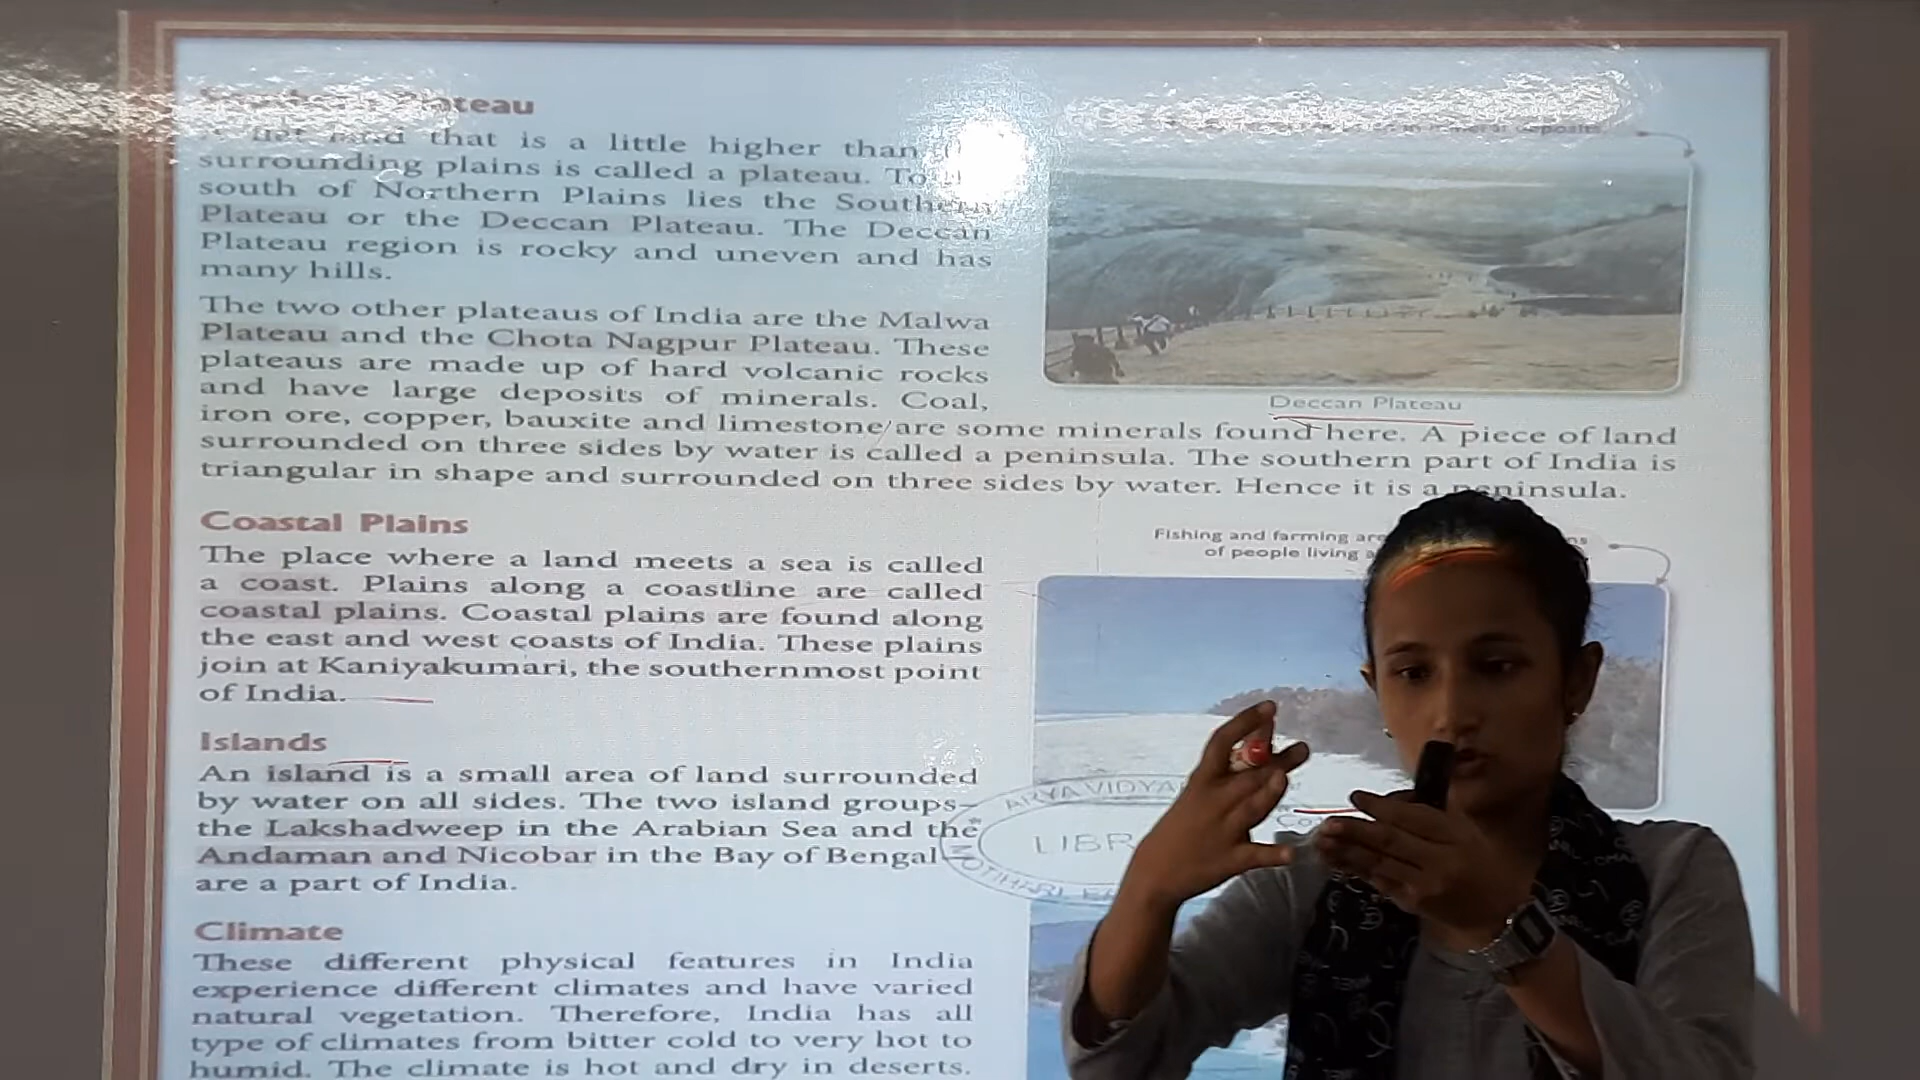 Plateau
that is a little higher than
surrounding plains is called a plateau. To
south of Northern Plains lies the Southern
Plateau or the Deccan Plateau. The Deccan
Plateau region is rocky and uneven and has
many hills.
The two other plateaus of India are the Malwa
Plateau and the Chota Nagpur Plateau. These
plateaus are made up of hard volcanic rocks
and have large deposits of minerals. Coal,
iron ore, copper, bauxite and limestone are some minerals found here. A piece of land
surrounded on three sides by water is called a peninsula. The southern part of India is
triangular in shape and surrounded on three sides by water. Hence it is a peninsula.
mineral deposits.
Deccan Plateau
Coastal Plains
The place where a land meets a sea is called
a coast. Plains along a coastline are called
coastal plains. Coastal plains are found along
the east and west coasts of India. These plains
join at Kaniyakumari, the southernmost point
of India.
Fishing and farming are
of people living
Islands
An island is a small area of land surrounded
by water on all sides. The two island groups–
the Lakshadweep in the Arabian Sea and the
Andaman and Nicobar in the Bay of Bengal–
are a part of India.
ARYA VIDYA
LIBR
MOTIHARI
Climate
These different physical features in India
experience different climates and have varied
natural vegetation. Therefore, India has all
type of climates from bitter cold to very hot to
humid. The climate is hot and dry in deserts.